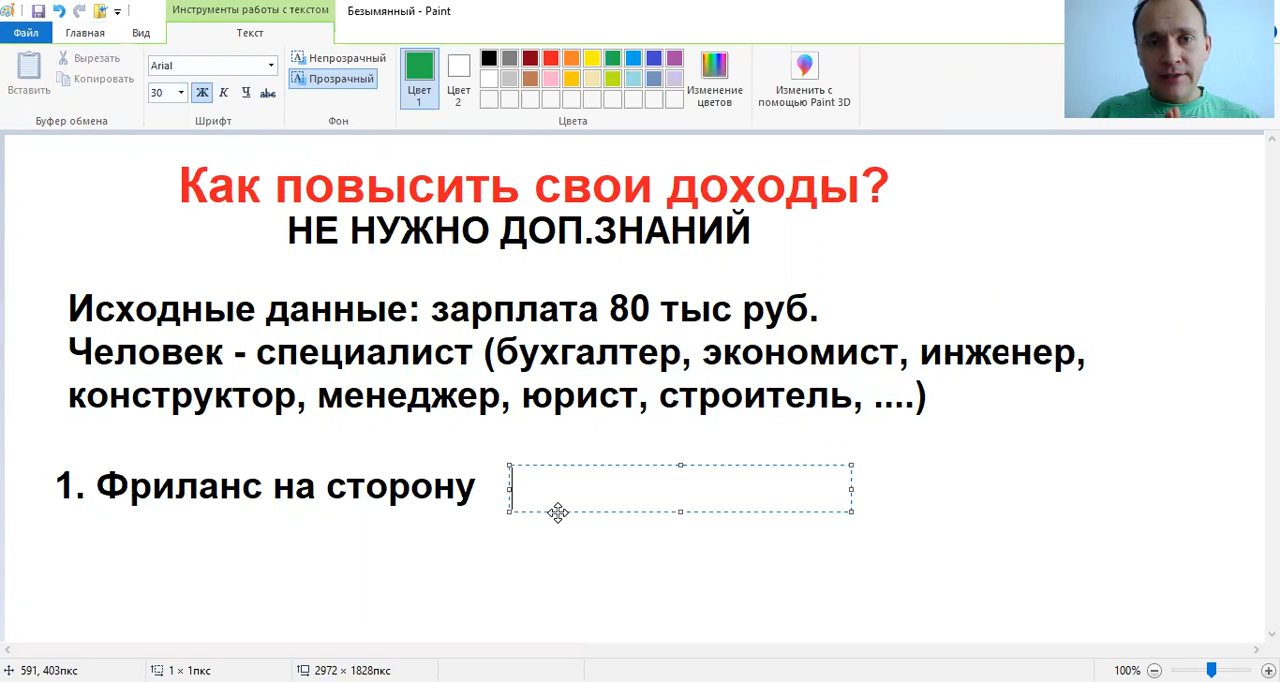 Инструменты работы с текстом
Безымянный - Paint
Файл
Главная
Вид
Текст
Вставить
Вырезать
Копировать
Буфер обмена
Arial
30
Ж К Ч abc
Шрифт
Непрозрачный
Прозрачный
Фон
Цвет 1
Цвет 2
Цвета
Изменение цветов
Изменить с помощью Paint 3D
Как повысить свои доходы?
НЕ НУЖНО ДОП.ЗНАНИЙ
Исходные данные: зарплата 80 тыс руб.
Человек - специалист (бухгалтер, экономист, инженер,
конструктор, менеджер, юрист, строитель, ....)
1. Фриланс на сторону
591, 403пкс
1 × 1пкс
2972 × 1828пкс
100%